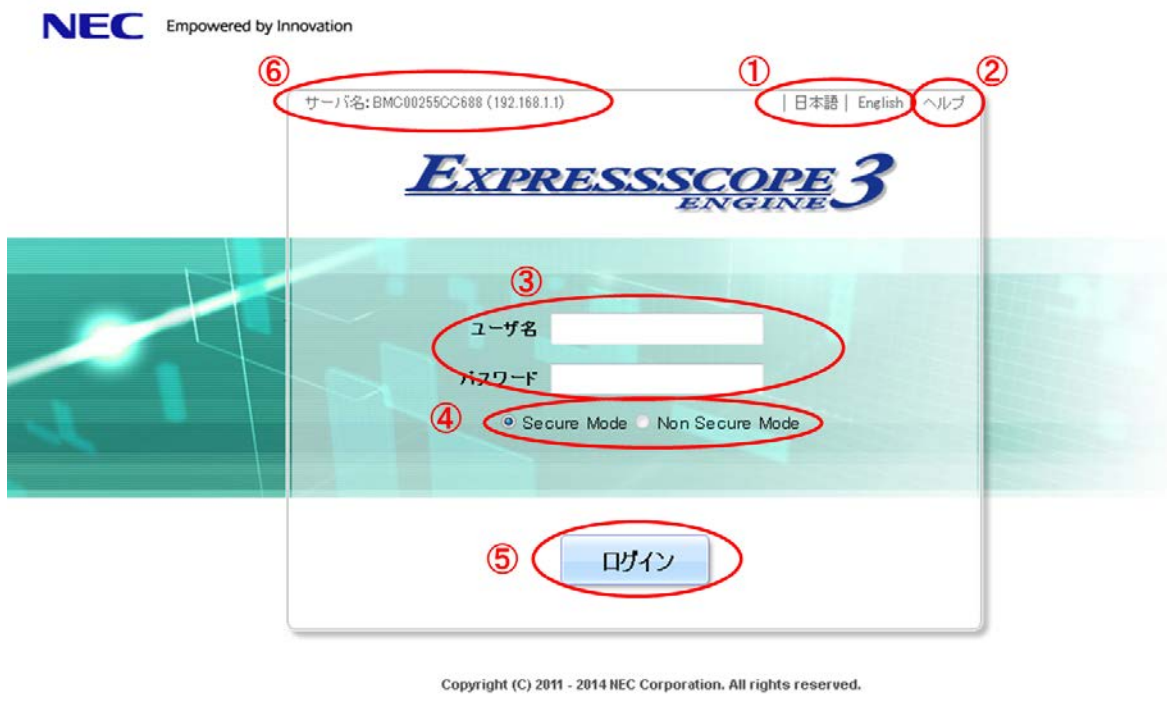 NEC Empowered by Innovation
⑥ ① ②
サーバ名: BMC00255CC688 (192.168.1.1) | 日本語 | English ヘルプ
EXPRESSSCOPE 3
ENGINE
③
ユーザ名
パスワード
④ Secure Mode Non Secure Mode
⑤ ログイン
Copyright (C) 2011 - 2014 NEC Corporation. All rights reserved.